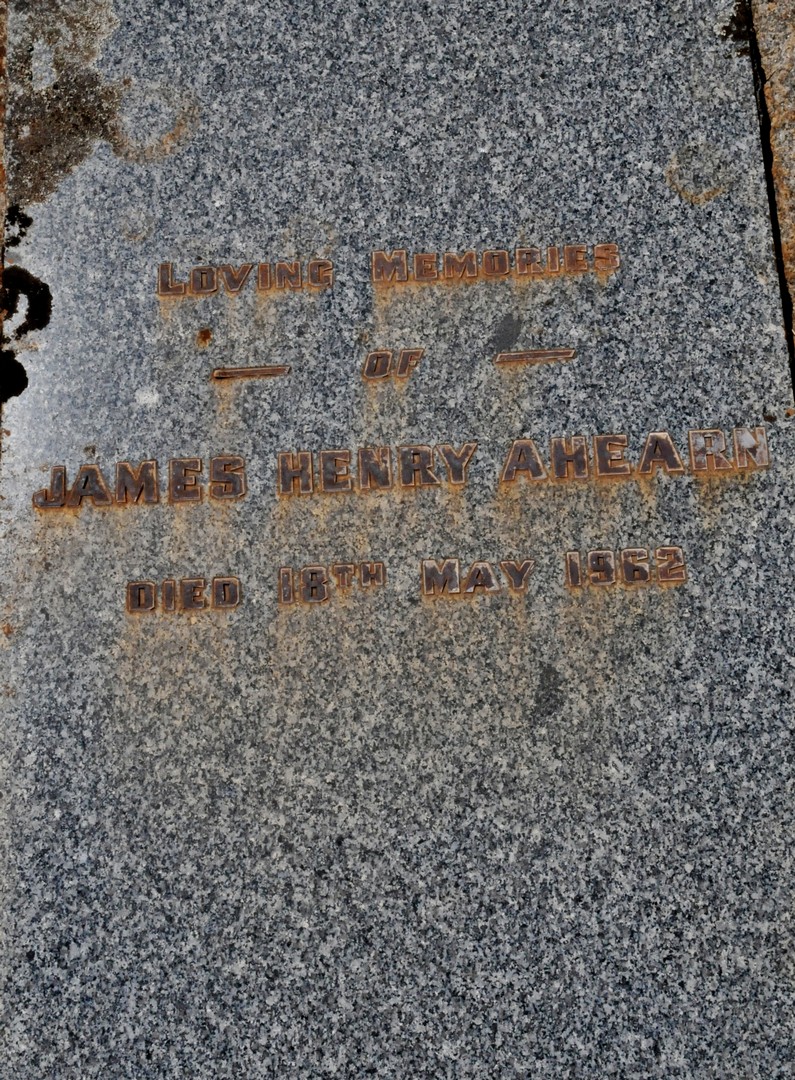 LOVING MEMORIES
— OF —
JAMES HENRY AHEARN
DIED 18TH MAY 1962